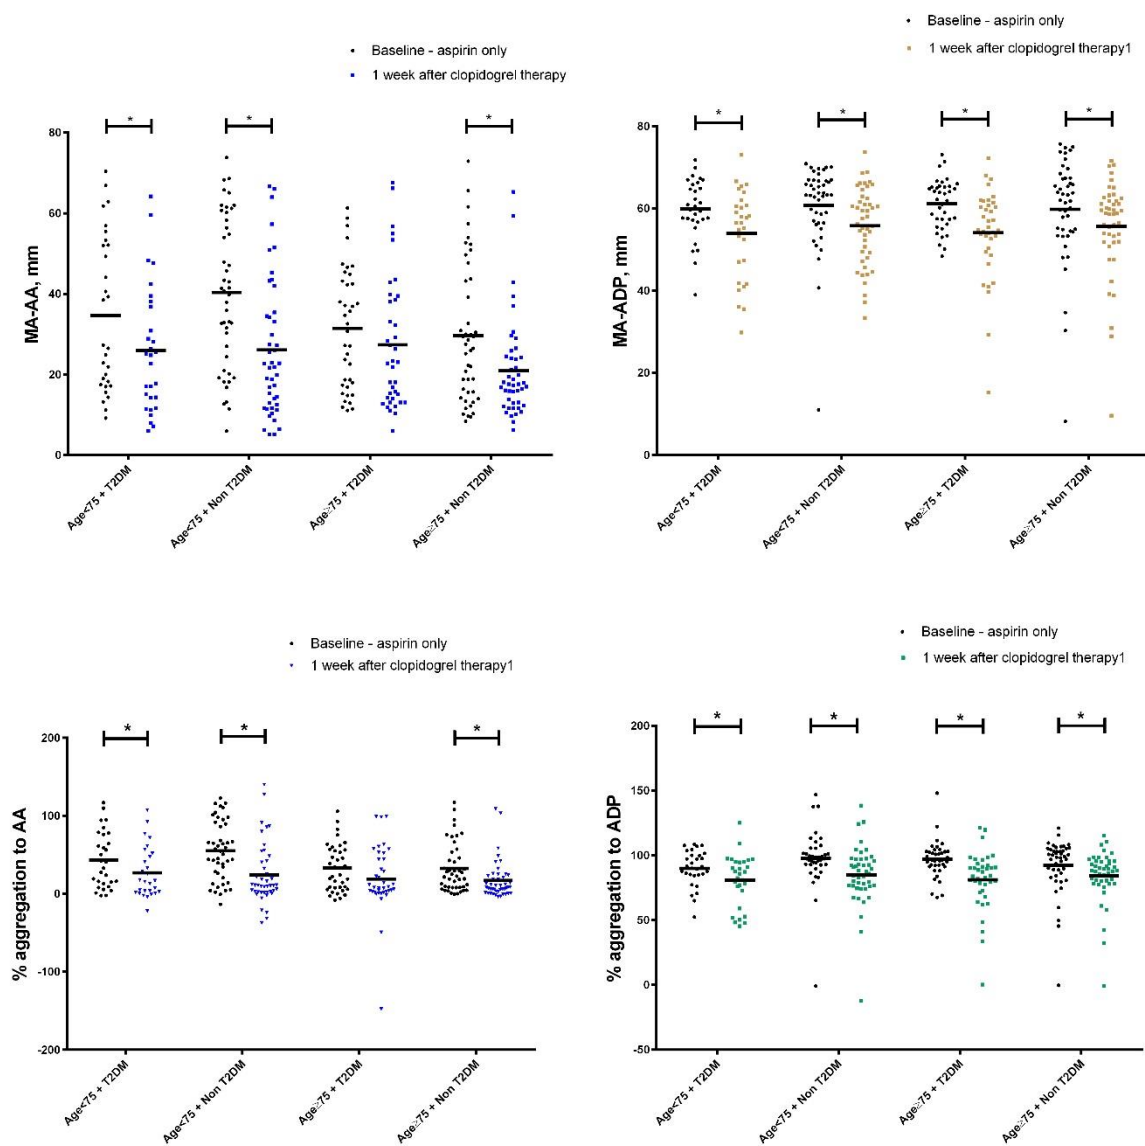 Baseline - aspirin only
1 week after clopidogrel therapy
* * *
80
60
40
20
0
MA-AA, mm
Age<75 + T2DM
Age<75 + Non T2DM
Age≥75 + T2DM
Age≥75 + Non T2DM
Baseline - aspirin only
1 week after clopidogrel therapy1
* * * *
80
60
40
20
0
MA-ADP, mm
Age<75 + T2DM
Age<75 + Non T2DM
Age≥75 + T2DM
Age≥75 + Non T2DM
Baseline - aspirin only
1 week after clopidogrel therapy1
* * *
200
100
0
-100
-200
% aggregation to AA
Age<75 + T2DM
Age<75 + Non T2DM
Age≥75 + T2DM
Age≥75 + Non T2DM
Baseline - aspirin only
1 week after clopidogrel therapy1
* * * *
200
150
100
50
0
-50
% aggregation to ADP
Age<75 + T2DM
Age<75 + Non T2DM
Age≥75 + T2DM
Age≥75 + Non T2DM